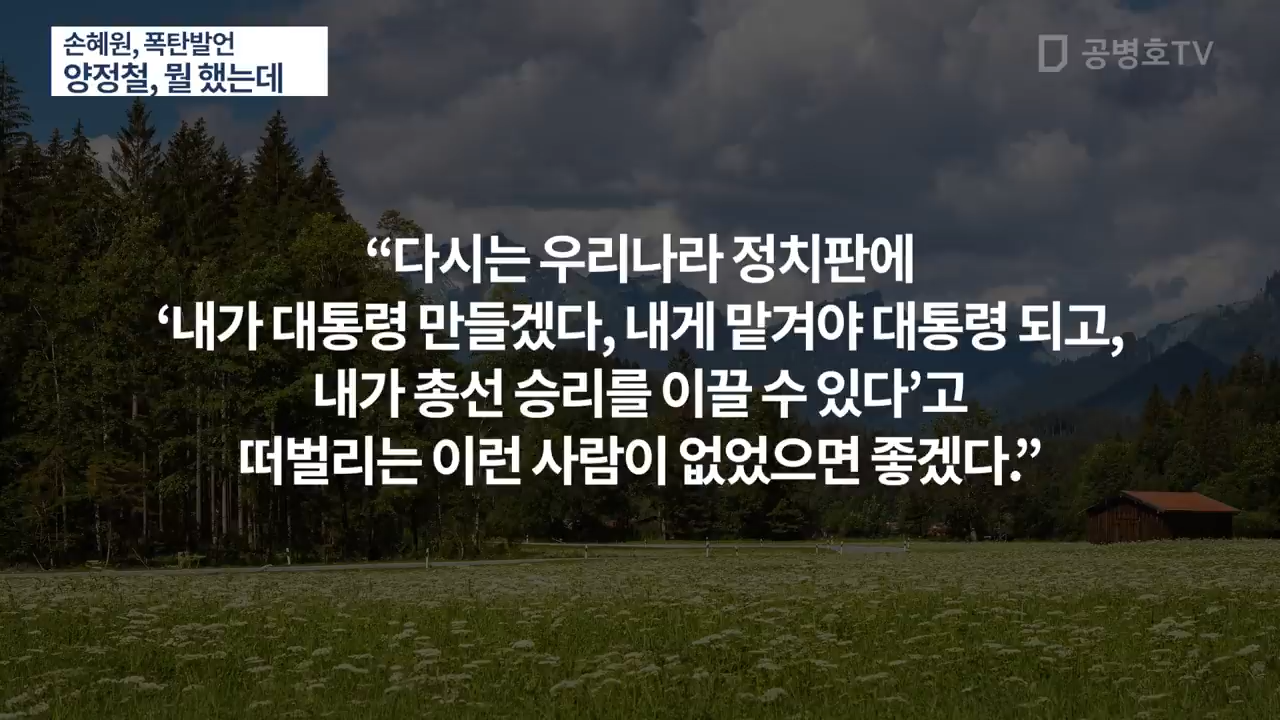 손혜원, 폭탄발언
양정철, 뭘 했는데
공병호TV
“다시는 우리나라 정치판에
‘내가 대통령 만들겠다, 내게 맡겨야 대통령 되고,
내가 총선 승리를 이끌 수 있다’고
떠벌리는 이런 사람이 없었으면 좋겠다.”